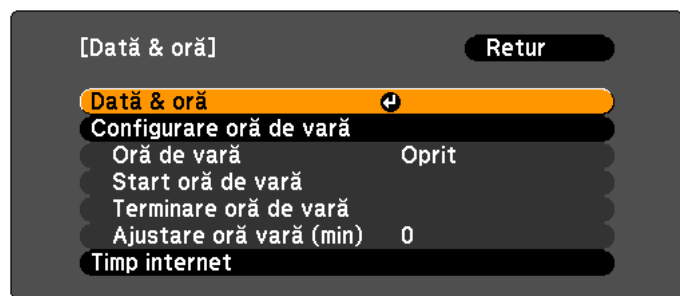 [Dată & oră] Retur
Dată & oră
Configurare oră de vară
Oră de vară Oprit
Start oră de vară
Terminare oră de vară
Ajustare oră vară (min) 0
Timp internet